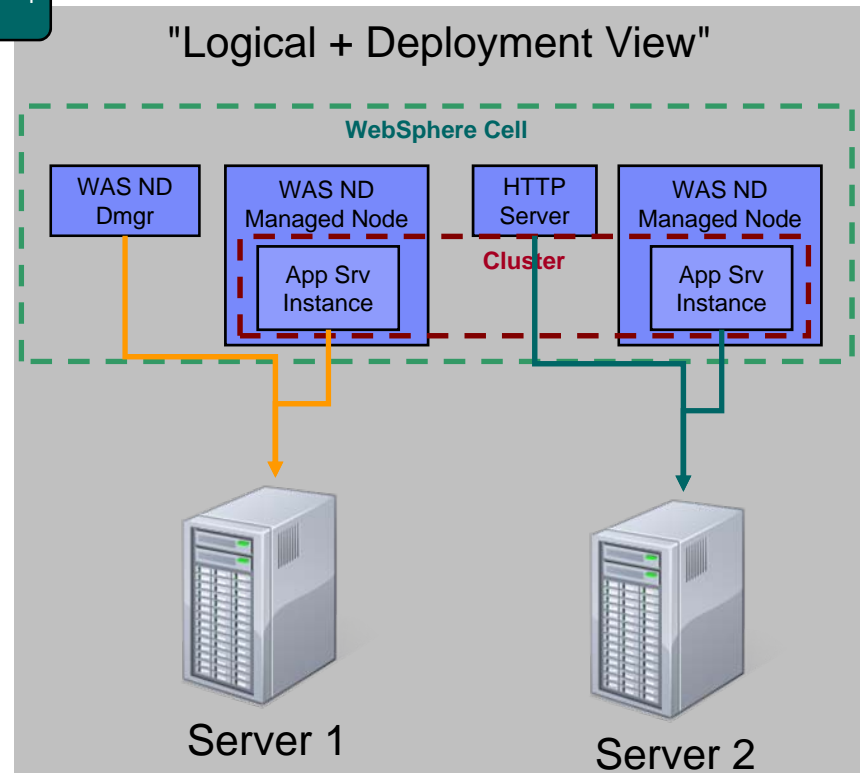 "Logical + Deployment View"
WebSphere Cell
WAS ND
Dmgr
WAS ND
Managed Node
HTTP
Server
WAS ND
Managed Node
Cluster
App Srv
Instance
App Srv
Instance
Server 1
Server 2